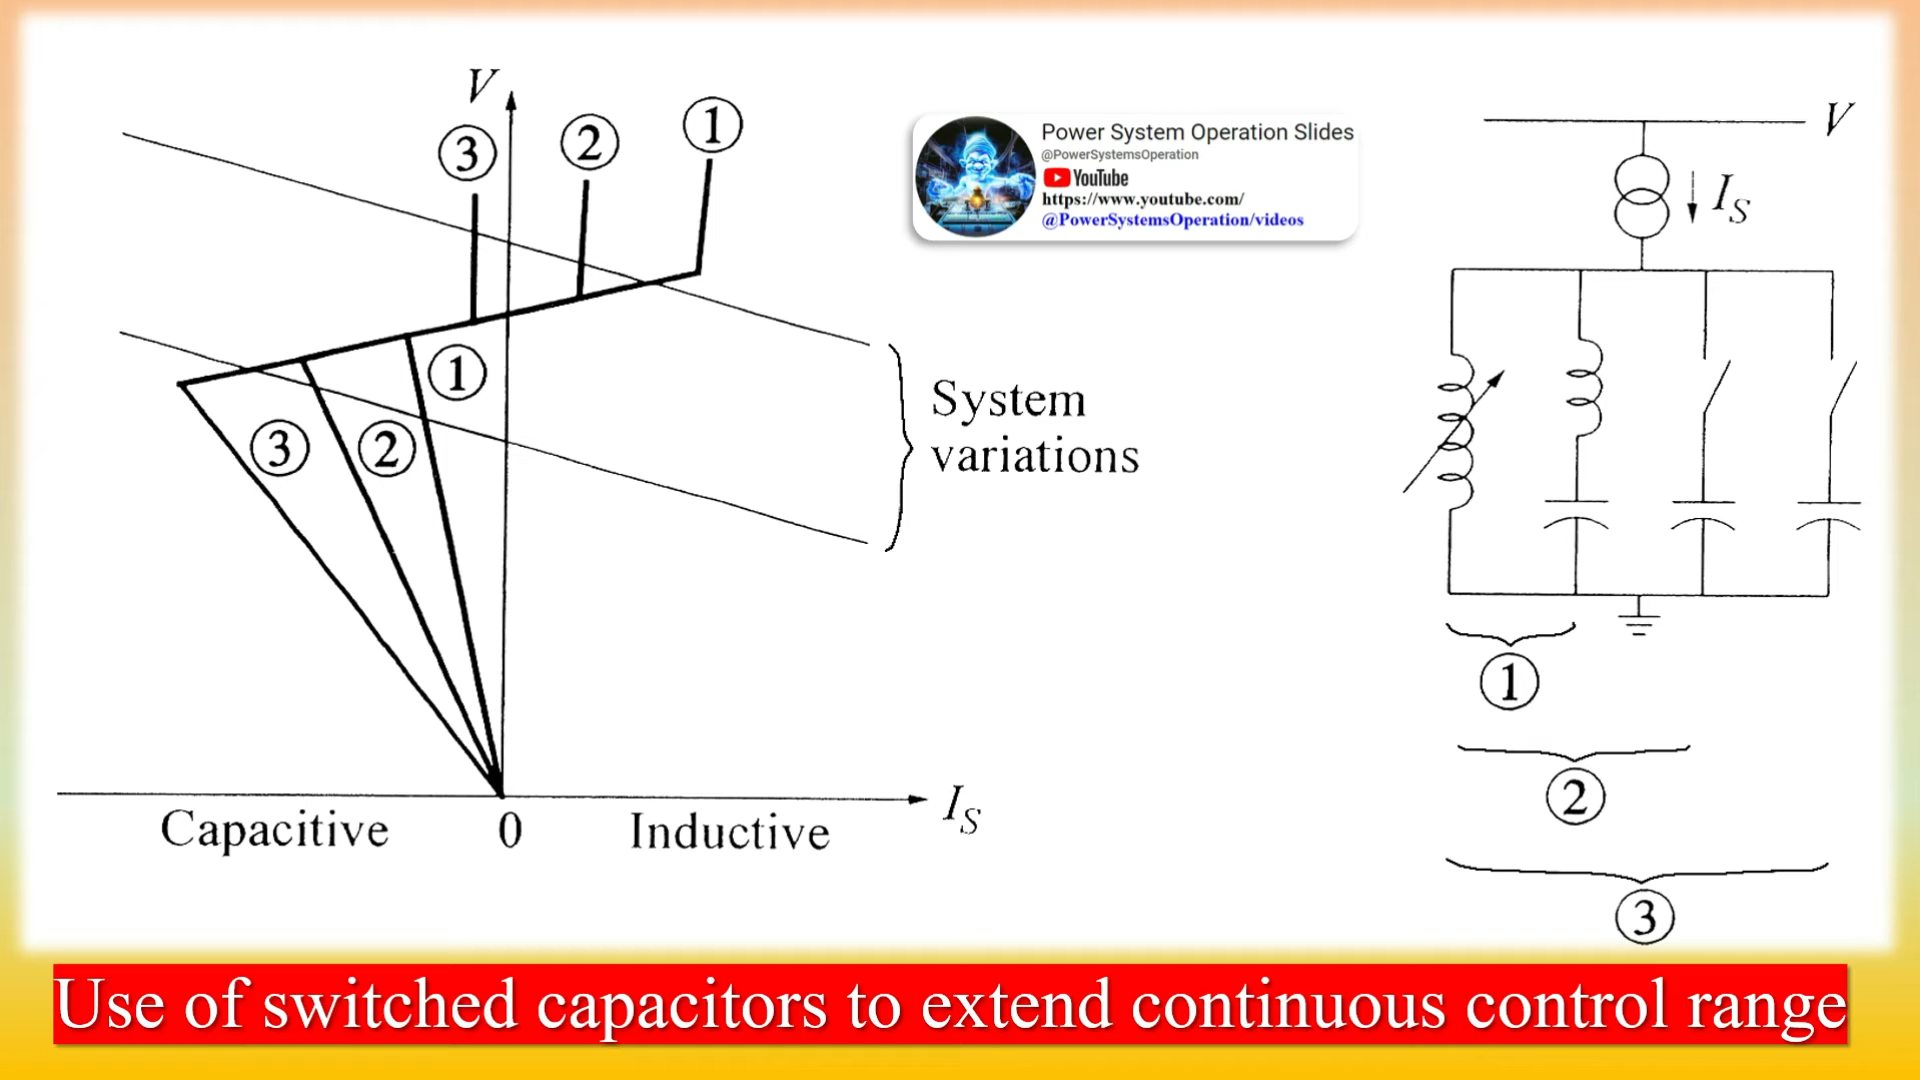 V
③
②
①
①
③
②
System
variations
Capacitive
0
Inductive
I_S
Power System Operation Slides
@PowerSystemsOperation
YouTube
https://www.youtube.com/
@PowerSystemsOperation/videos
V
I_S
①
②
③
Use of switched capacitors to extend continuous control range